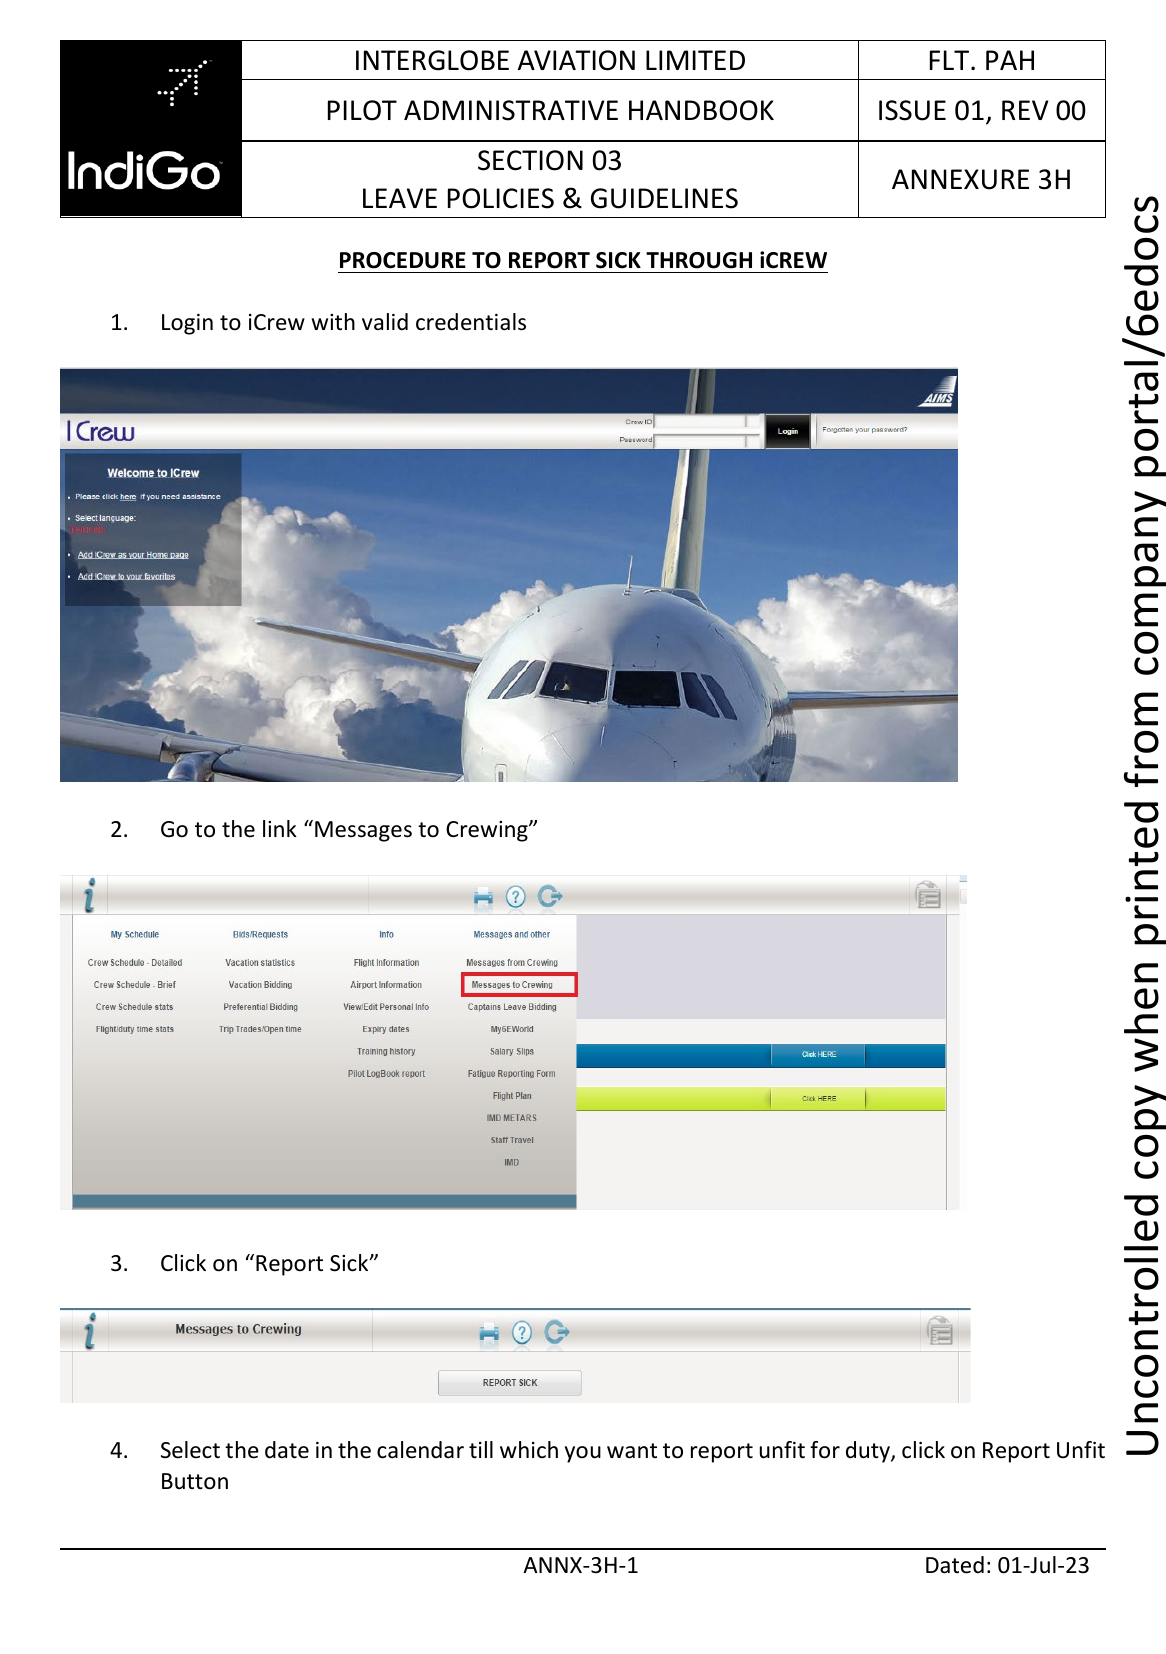 INTERGLOBE AVIATION LIMITED
FLT. PAH
PILOT ADMINISTRATIVE HANDBOOK
ISSUE 01, REV 00
IndiGo
SECTION 03
LEAVE POLICIES & GUIDELINES
ANNEXURE 3H
PROCEDURE TO REPORT SICK THROUGH iCREW
1. Login to iCrew with valid credentials
AIMS
I Crew
Crew ID
Password
Login
Forgotten your password?
Welcome to ICrew
Please click here if you need assistance
Select language:
Add ICrew as your Home page
Add ICrew to your favorites
2. Go to the link “Messages to Crewing”
My Schedule
Bids/Requests
Info
Messages and other
Crew Schedule - Detailed
Vacation statistics
Flight Information
Messages from Crewing
Crew Schedule - Brief
Vacation Bidding
Airport Information
Messages to Crewing
Crew Schedule stats
Preferential Bidding
View/Edit Personal Info
Captains Leave Bidding
Flight/duty time stats
Trip Trades/Open time
Expiry dates
My6EWorld
Training history
Salary Slips
Click HERE
Pilot LogBook report
Fatigue Reporting Form
Flight Plan
Click HERE
IMD METARS
Staff Travel
IMD
3. Click on “Report Sick”
Messages to Crewing
REPORT SICK
4. Select the date in the calendar till which you want to report unfit for duty, click on Report Unfit
Button
ANNX-3H-1
Dated: 01-Jul-23
Uncontrolled copy when printed from company portal/6edocs